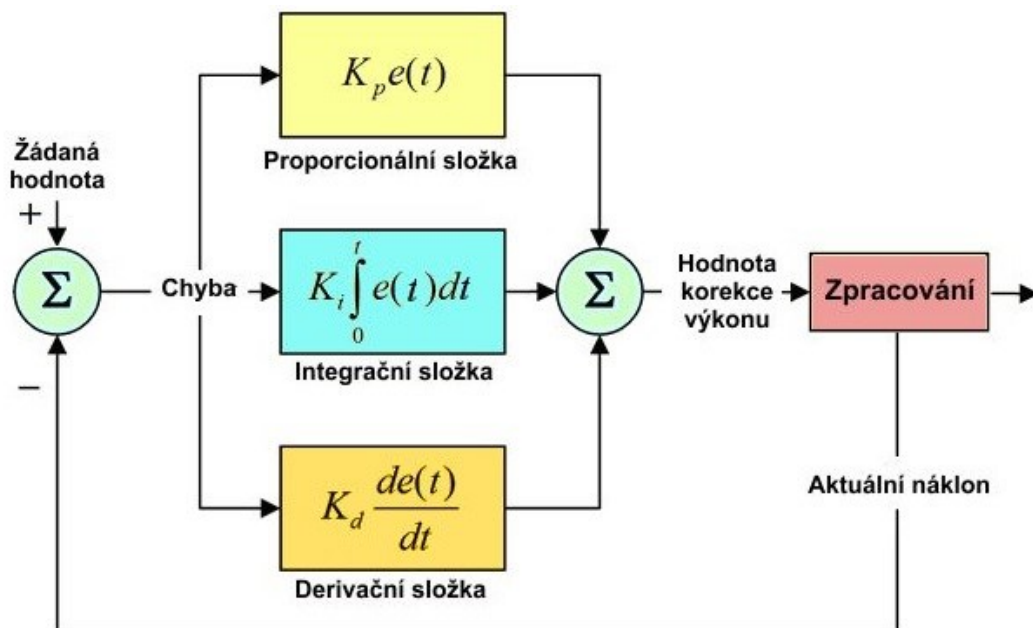 Žádaná
hodnota
+
Σ
−
Chyba
K_p e(t)
Proporcionální složka
K_i ∫_0^t e(t)dt
Integrační složka
K_d de(t)/dt
Derivační složka
Σ
Hodnota
korekce
výkonu
Zpracování
Aktuální náklon